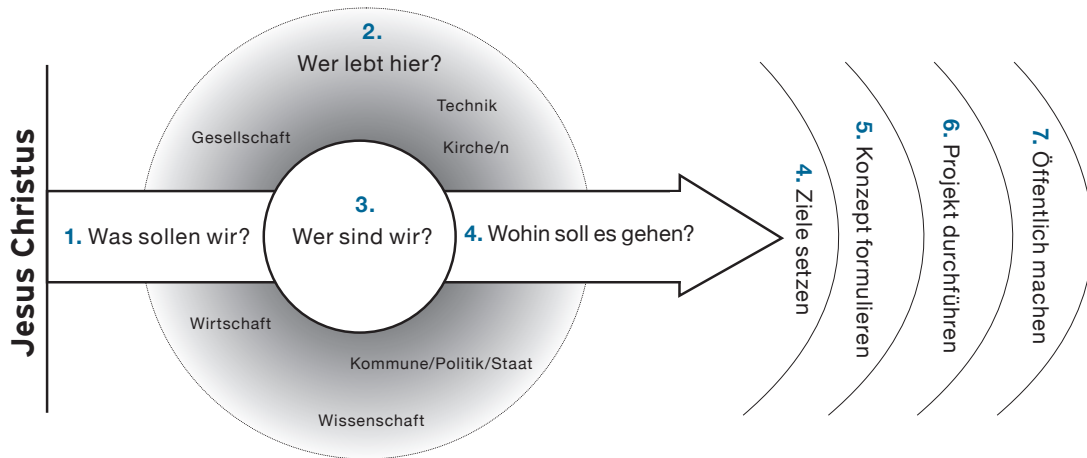 Jesus Christus
1. Was sollen wir?
2.
Wer lebt hier?
Technik
Gesellschaft
Kirche/n
3.
Wer sind wir?
4. Wohin soll es gehen?
Wirtschaft
Kommune/Politik/Staat
Wissenschaft
4. Ziele setzen
5. Konzept formulieren
6. Projekt durchführen
7. Öffentlich machen